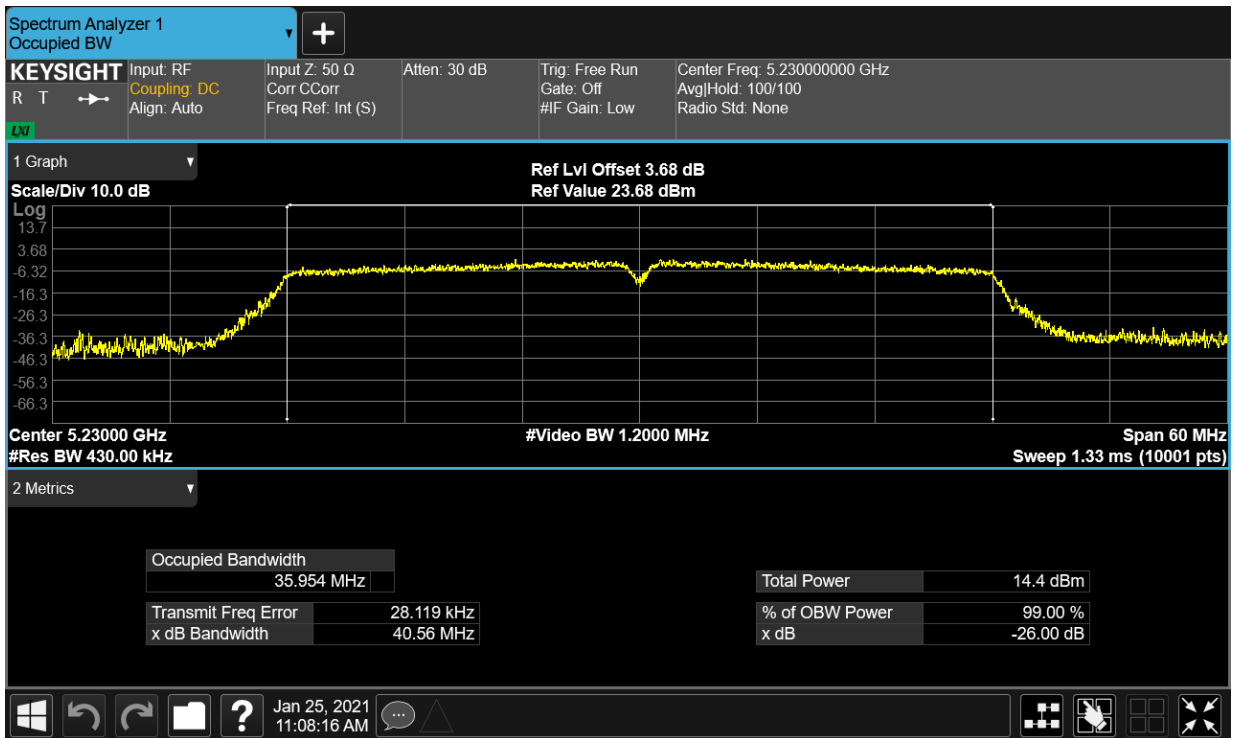 Spectrum Analyzer 1
Occupied BW
KEYSIGHT
R T
LXI
Input: RF
Coupling: DC
Align: Auto
Input Z: 50 Ω
Corr CCorr
Freq Ref: Int (S)
Atten: 30 dB
Trig: Free Run
Gate: Off
#IF Gain: Low
Center Freq: 5.230000000 GHz
Avg|Hold: 100/100
Radio Std: None
1 Graph
Scale/Div 10.0 dB
Ref Lvl Offset 3.68 dB
Ref Value 23.68 dBm
Log
13.7
3.68
-6.32
-16.3
-26.3
-36.3
-46.3
-56.3
-66.3
Center 5.23000 GHz
#Video BW 1.2000 MHz
Span 60 MHz
#Res BW 430.00 kHz
Sweep 1.33 ms (10001 pts)
2 Metrics
Occupied Bandwidth
35.954 MHz
Transmit Freq Error 28.119 kHz
x dB Bandwidth 40.56 MHz
Total Power 14.4 dBm
% of OBW Power 99.00 %
x dB -26.00 dB
?
Jan 25, 2021
11:08:16 AM